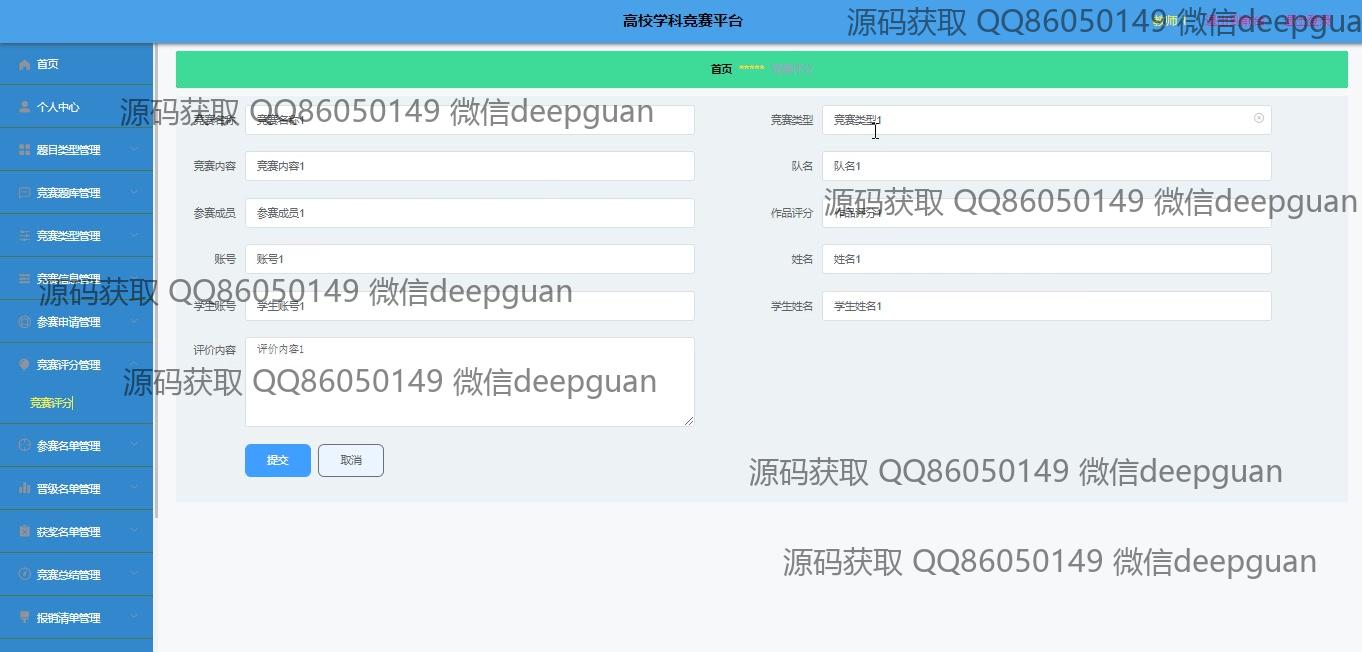 高校学科竞赛平台
源码获取 QQ86050149 微信deepgua
教师
首页
首页 ***** 竞赛评分
个人中心
源码获取 QQ86050149 微信deepguan
竞赛名称 竞赛名称1
竞赛类型 竞赛类型1
题目类型管理
竞赛内容 竞赛内容1
队名 队名1
竞赛题库管理
源码获取 QQ86050149 微信deepguan
参赛成员 参赛成员1
作品评分 作品评分1
竞赛类型管理
账号 账号1
姓名 姓名1
竞赛信息管理
源码获取 QQ86050149 微信deepguan
学生账号 学生账号1
学生姓名 学生姓名1
参赛申请管理
评价内容 评价内容1
竞赛评分管理
源码获取 QQ86050149 微信deepguan
竞赛评分
参赛名单管理
提交 取消
源码获取 QQ86050149 微信deepguan
晋级名单管理
获奖名单管理
源码获取 QQ86050149 微信deepguan
竞赛总结管理
报销清单管理